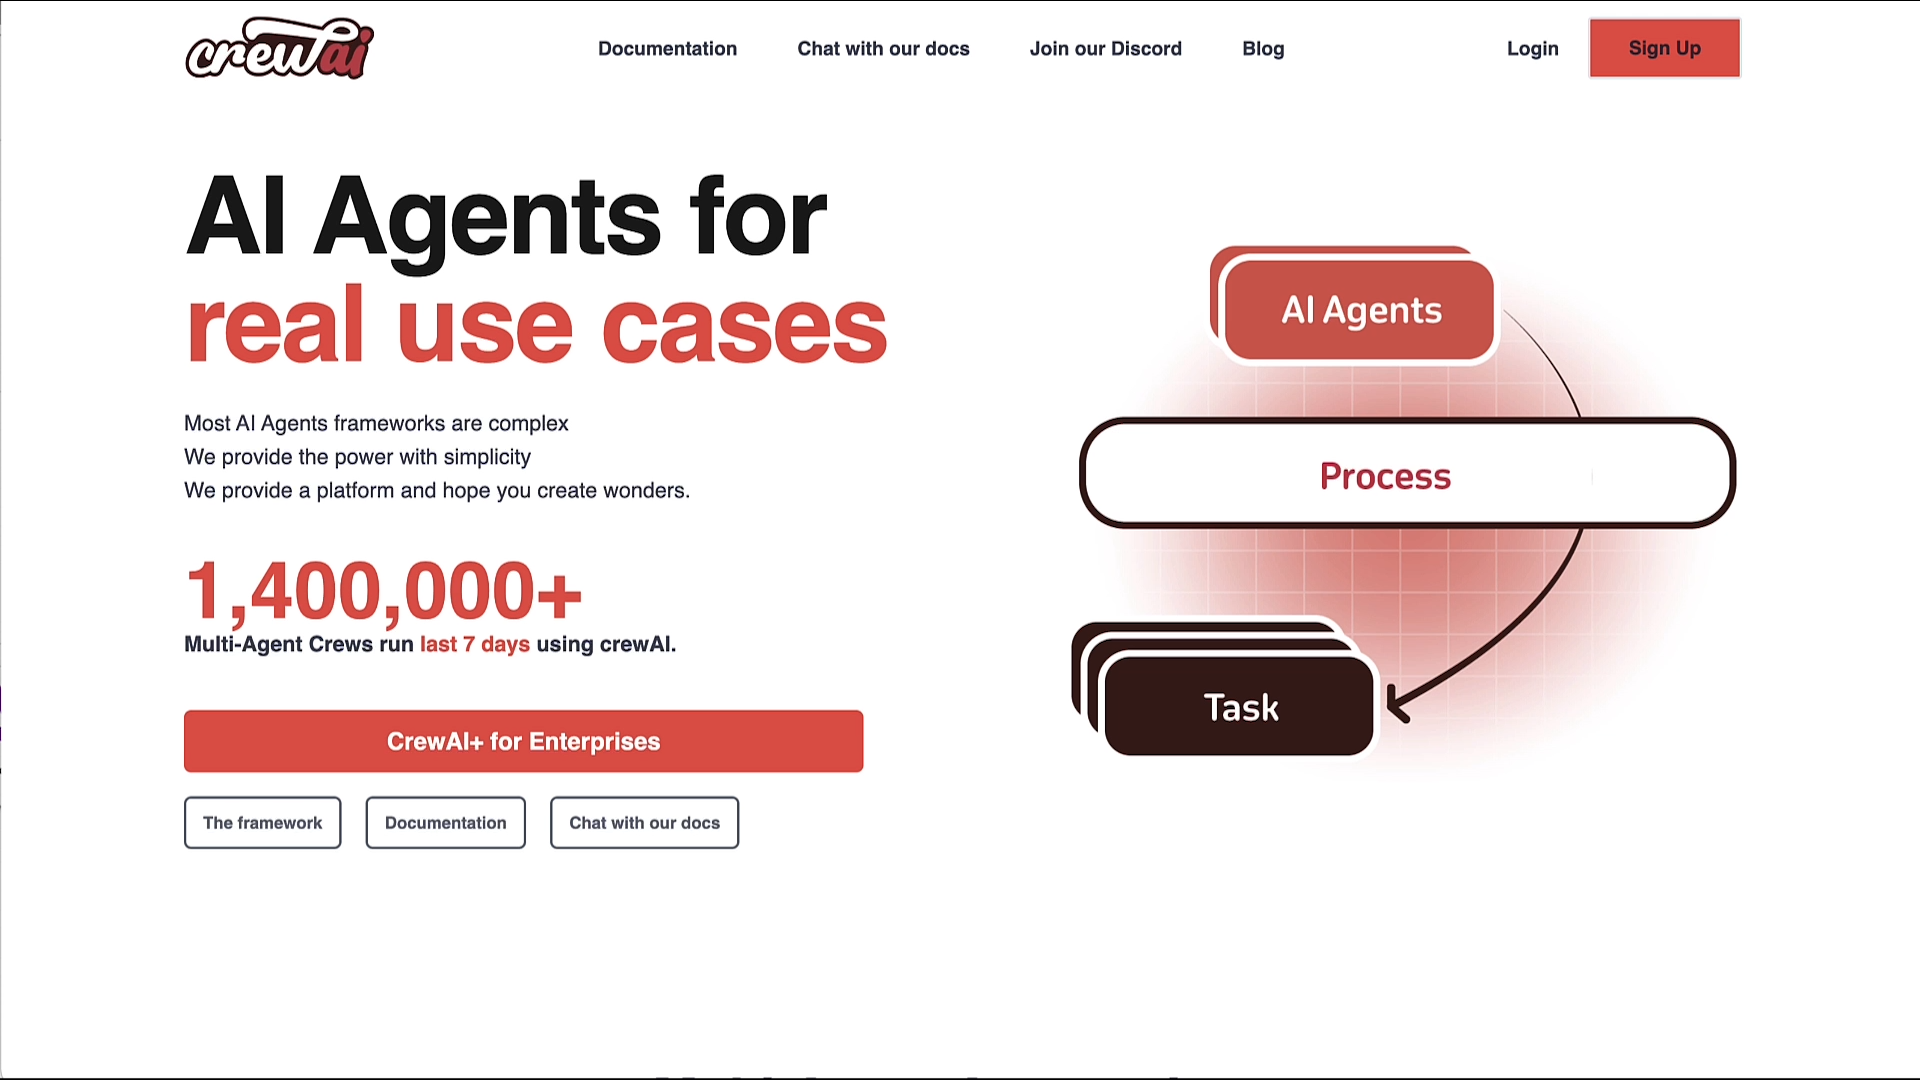 crewai
Documentation
Chat with our docs
Join our Discord
Blog
Login
Sign Up
AI Agents for
real use cases
Most AI Agents frameworks are complex
We provide the power with simplicity
We provide a platform and hope you create wonders.
1,400,000+
Multi-Agent Crews run last 7 days using crewAI.
CrewAI+ for Enterprises
The framework
Documentation
Chat with our docs
AI Agents
Process
Task